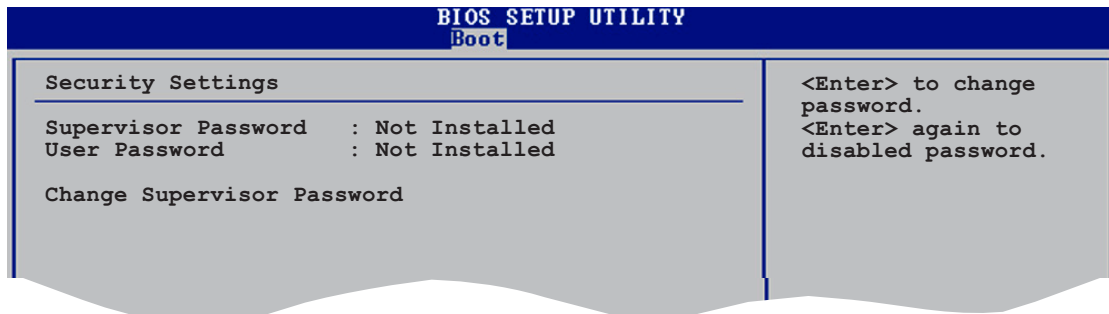 BIOS SETUP UTILITY
Boot
Security Settings
Supervisor Password : Not Installed
User Password : Not Installed
Change Supervisor Password
<Enter> to change
password.
<Enter> again to
disabled password.